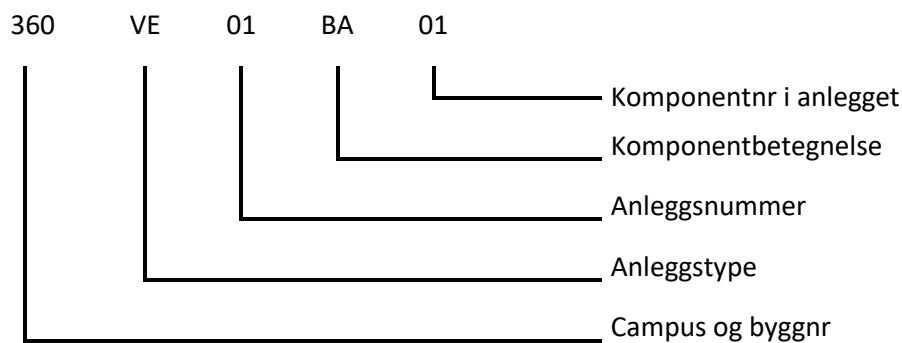 360 VE 01 BA 01
Komponentnr i anlegget
Komponentbetegnelse
Anleggsnummer
Anleggstype
Campus og byggnr